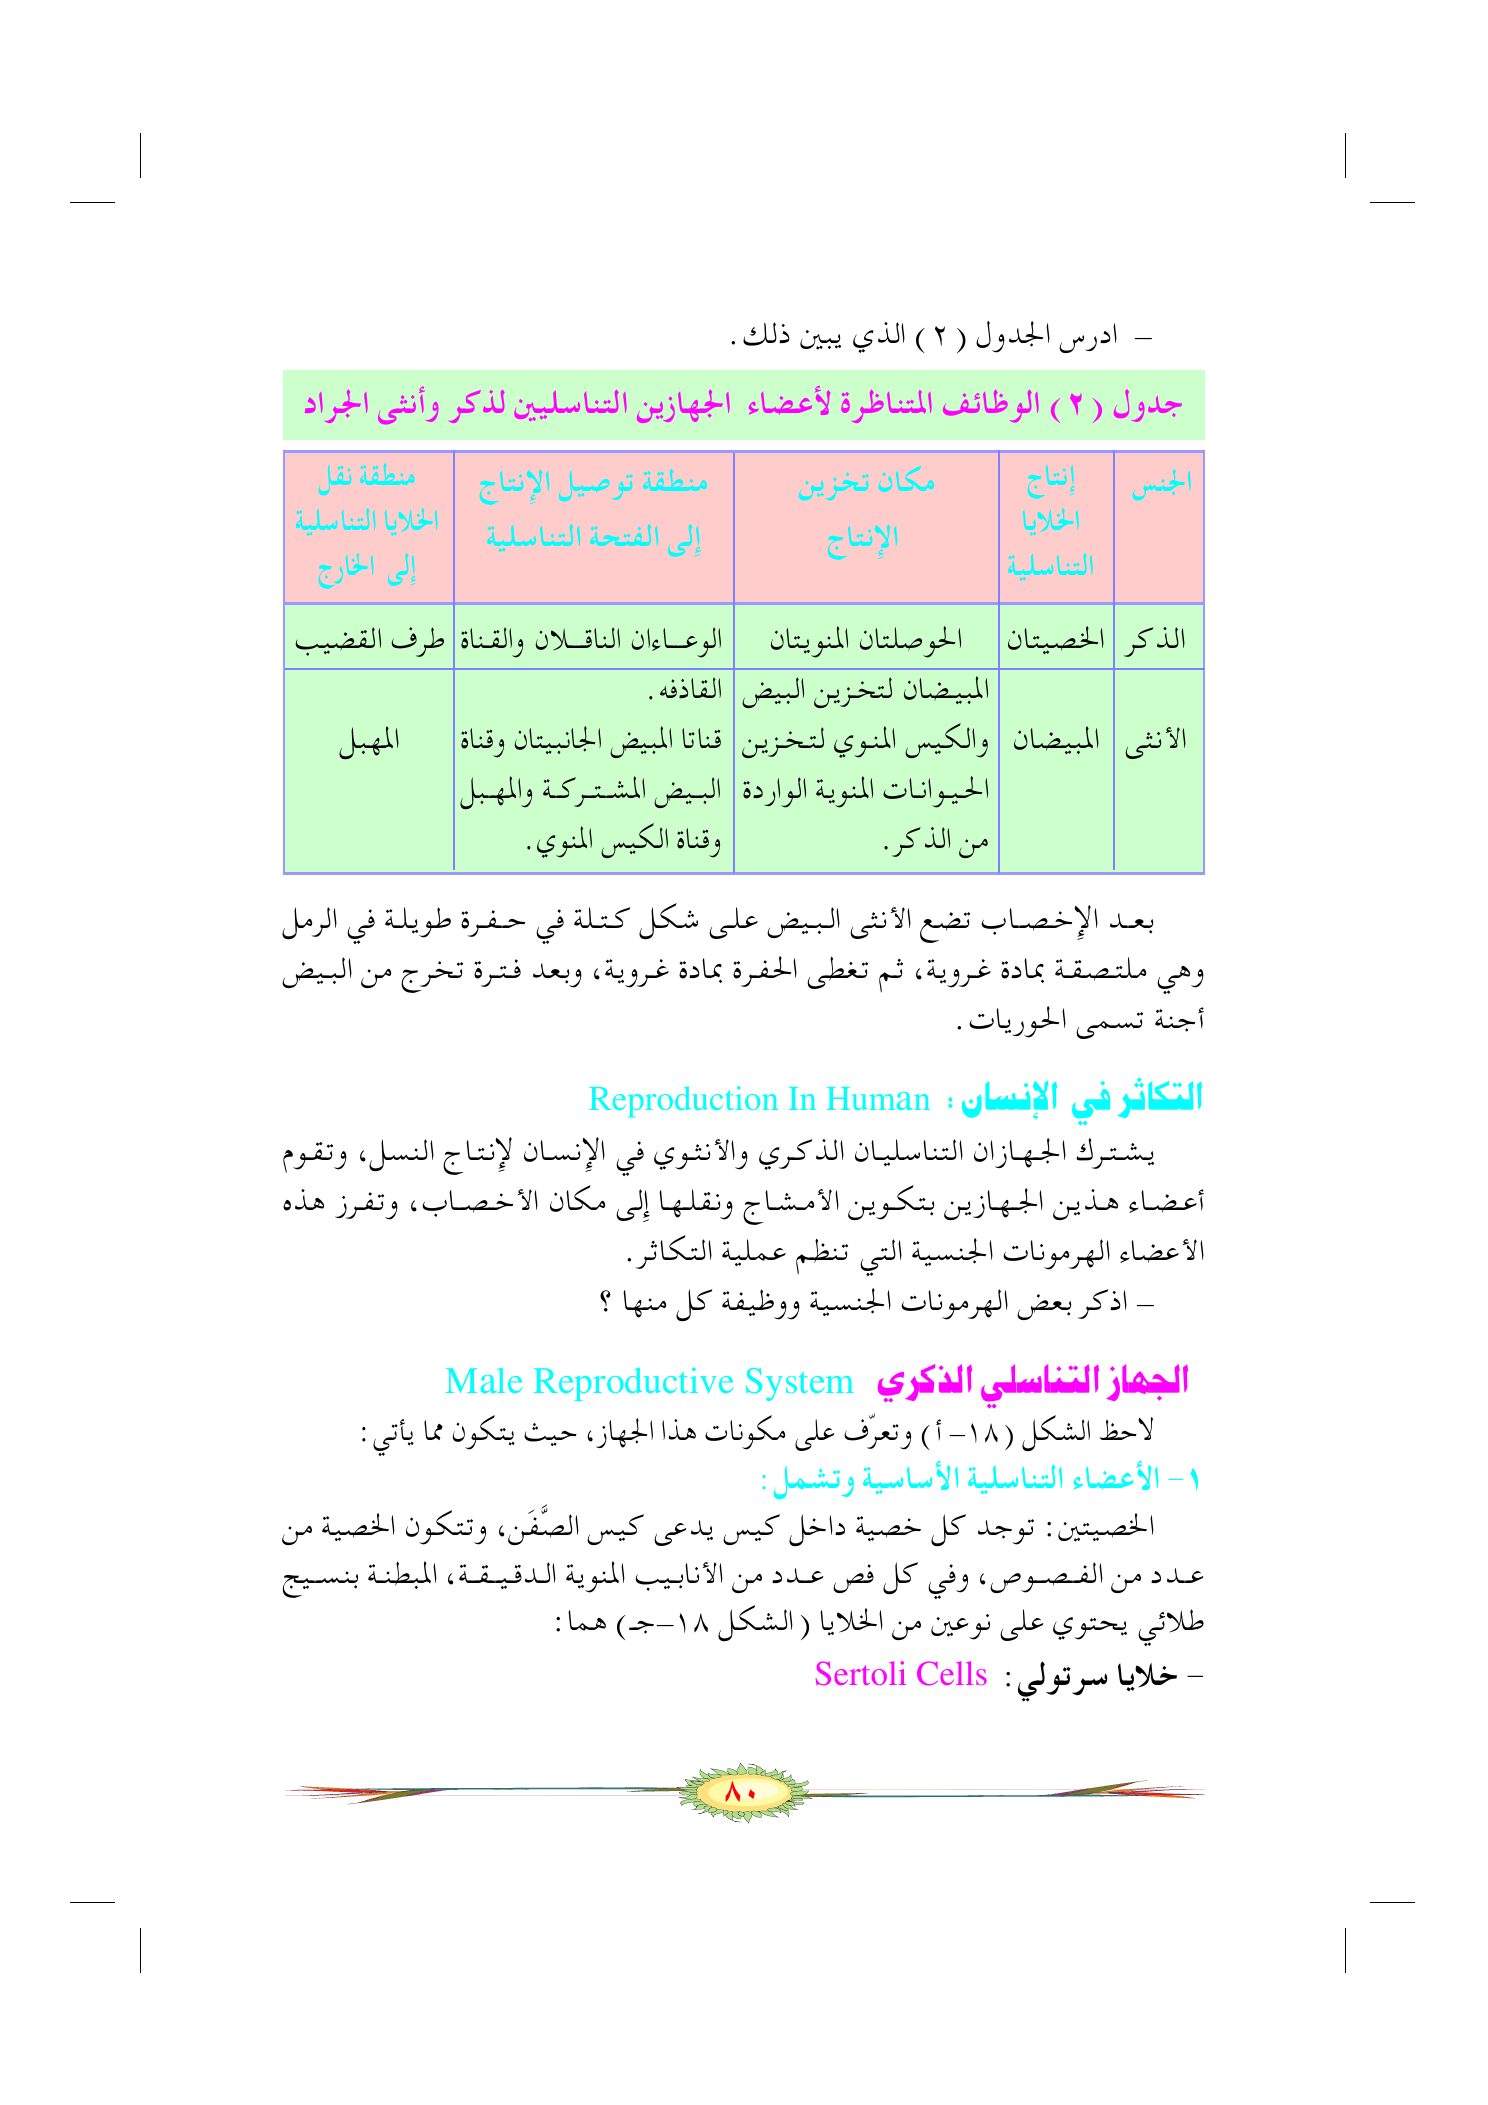 – ادرس الجدول ( ٢ ) الذي يبين ذلك .
جدول ( ٢ ) الوظائف المتناظرة لأعضاء الجهازين التناسليين لذكر وأنثى الجراد
الجنس
إنتاج
الخلايا
التناسلية
مكان تخزين
الإنتاج
منطقة توصيل الإنتاج
إلى الفتحة التناسلية
منطقة نقل
الخلايا التناسلية
إلى الخارج
الذكر
الخصيتان
الحوصلتان المنويتان
الوعاءان الناقلان والقناة
القاذفه .
طرف القضيب
الأنثى
المبيضان
المبيضان لتخزين البيض
والكيس المنوي لتخزين
الحيوانات المنوية الواردة
من الذكر .
قناتا المبيض الجانبيتان وقناة
البيض المشتركة والمهبل
وقناة الكيس المنوي .
المهبل
بعد الإخصاب تضع الأنثى البيض على شكل كتلة في حفرة طويلة في الرمل
وهي ملتصقة بمادة غروية، ثم تغطى الحفرة بمادة غروية، وبعد فترة تخرج من البيض
أجنة تسمى الحوريات .
التكاثر في الإنسان : Reproduction In Human
يشترك الجهازان التناسليان الذكري والأنثوي في الإنسان لإنتاج النسل، وتقوم
أعضاء هذين الجهازين بتكوين الأمشاج ونقلها إلى مكان الأخصاب، وتفرز هذه
الأعضاء الهرمونات الجنسية التي تنظم عملية التكاثر .
– اذكر بعض الهرمونات الجنسية ووظيفة كل منها ؟
الجهاز التناسلي الذكري Male Reproductive System
لاحظ الشكل ( ١٨– أ ) وتعرّف على مكونات هذا الجهاز، حيث يتكون مما يأتي :
١– الأعضاء التناسلية الأساسية وتشمل :
الخصيتين : توجد كل خصية داخل كيس يدعى كيس الصَّفَن، وتتكون الخصية من
عدد من الفصوص، وفي كل فص عدد من الأنابيب المنوية الدقيقة، المبطنة بنسيج
طلائي يحتوي على نوعين من الخلايا ( الشكل ١٨–جـ ) هما :
– خلايا سرتولي : Sertoli Cells
٨٠